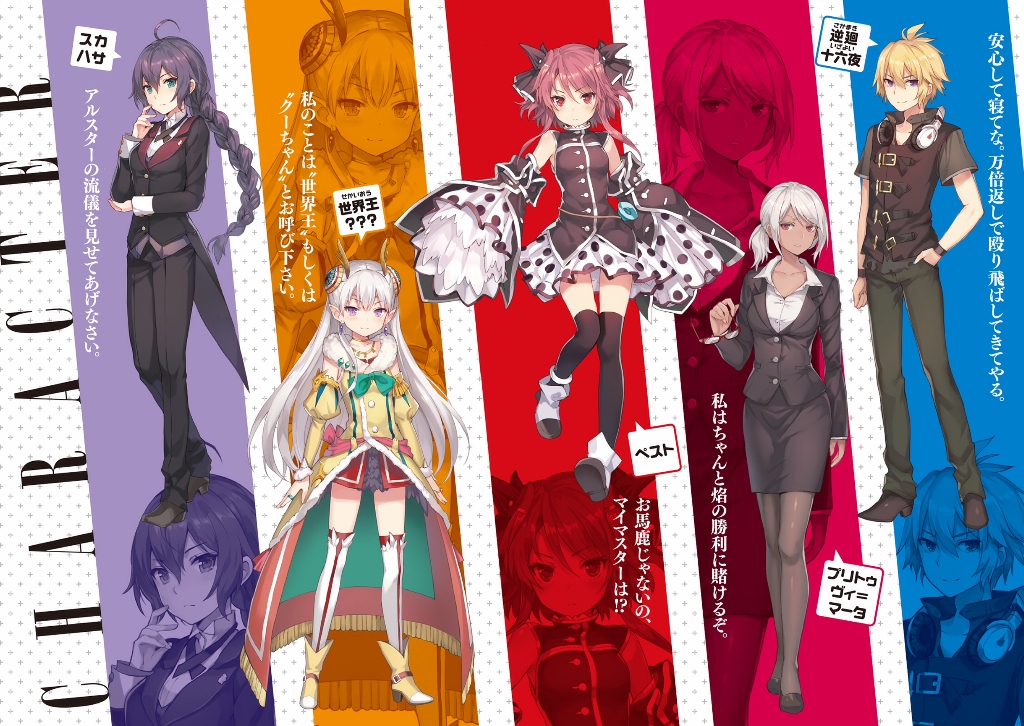 CHARACTER
さかまき
逆廻
いざよい
十六夜
安心して寝てな。万倍返しで殴り飛ばしてきてやる。
プリトゥ
ヴィ＝
マータ
私はちゃんと焰の勝利に賭けるぞ。
ペスト
お馬鹿じゃないの、
マイマスターは!?
せかいおう
世界王
？？？
私のことは〝世界王〟もしくは
〝クーちゃん〟とお呼び下さい。
スカ
ハサ
アルスターの流儀を見せてあげなさい。